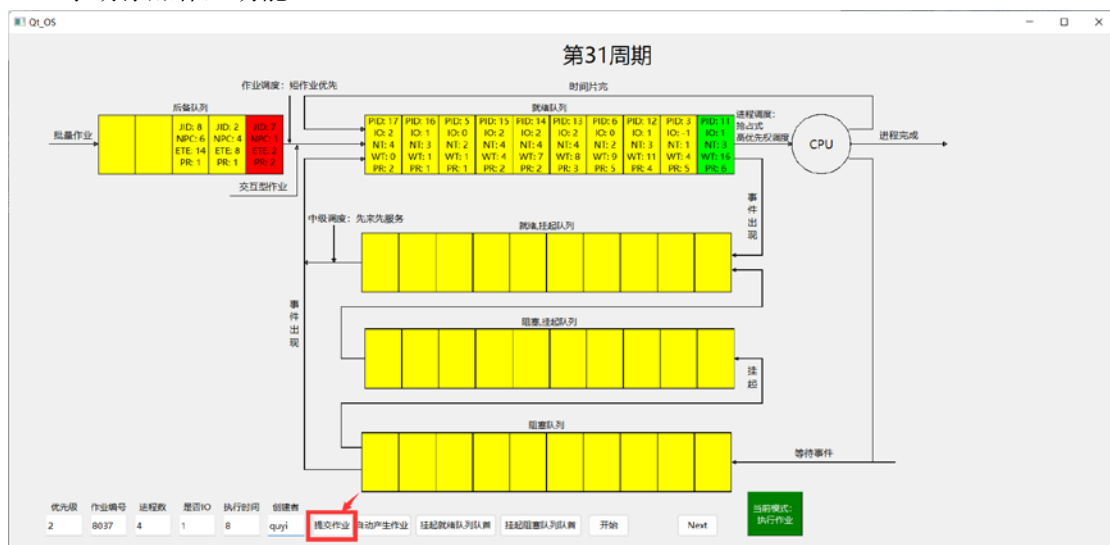 Qt_OS
第31周期
作业调度：短作业优先
时间片完
后备队列
就绪队列
批量作业
JID: 8
NPC: 6
ETE: 14
PR: 1
JID: 2
NPC: 4
ETE: 8
PR: 1
JID: 7
NPC: 1
ETE: 2
PR: 2
PID: 17
IO: 2
NT: 4
WT: 0
PR: 2
PID: 16
IO: 1
NT: 3
WT: 1
PR: 1
PID: 5
IO: 0
NT: 2
WT: 1
PR: 1
PID: 15
IO: 2
NT: 4
WT: 4
PR: 2
PID: 14
IO: 2
NT: 4
WT: 7
PR: 2
PID: 13
IO: 2
NT: 4
WT: 8
PR: 3
PID: 6
IO: 0
NT: 2
WT: 9
PR: 5
PID: 12
IO: 1
NT: 3
WT: 11
PR: 4
PID: 3
IO: -1
NT: 1
WT: 4
PR: 5
PID: 11
IO: 1
NT: 3
WT: 16
PR: 6
进程调度：
抢占式
高优先权调度
CPU
进程完成
交互型作业
事件出现
中级调度：先来先服务
就绪,挂起队列
事件出现
阻塞,挂起队列
挂起
阻塞队列
等待事件
优先级
作业编号
进程数
是否IO
执行时间
创建者
2
8037
4
1
8
quyi
提交作业
自动产生作业
挂起就绪队列队首
挂起阻塞队列队首
开始
Next
当前模式：
执行作业